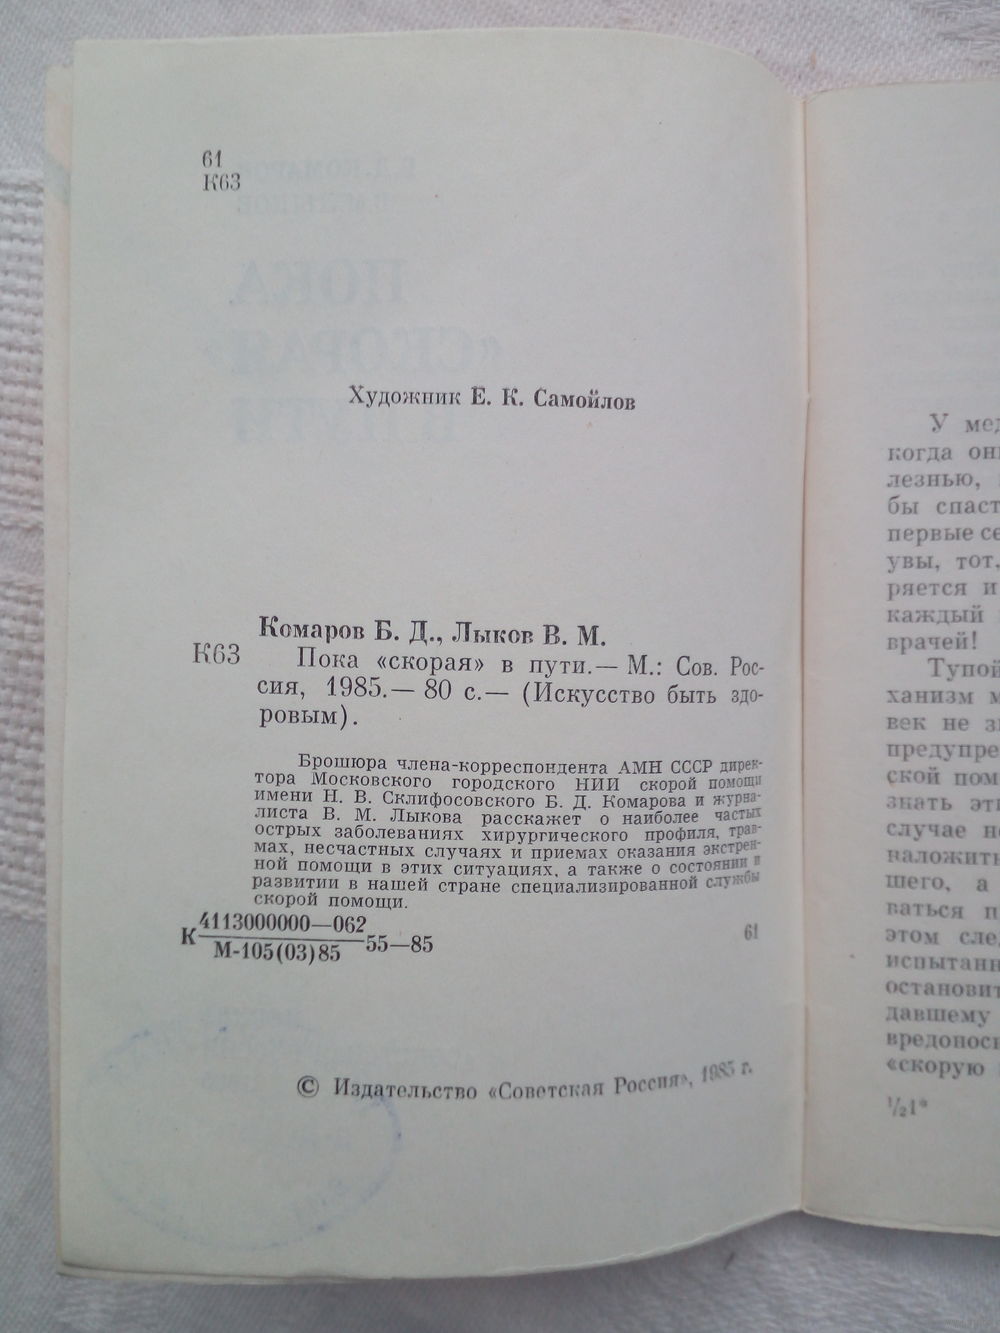 61
К63
Художник Е. К. Самойлов
Комаров Б. Д., Лыков В. М.
К63
Пока «скорая» в пути.— М.: Сов. Рос-
сия, 1985.— 80 с.— (Искусство быть здо-
ровым).
Брошюра члена-корреспондента АМН СССР дирек-
тора Московского городского НИИ скорой помощи
имени Н. В. Склифосовского Б. Д. Комарова и журна-
листа В. М. Лыкова расскажет о наиболее частых
острых заболеваниях хирургического профиля, трав-
мах, несчастных случаях и приемах оказания экстрен-
ной помощи в этих ситуациях, а также о состоянии и
развитии в нашей стране специализированной службы
скорой помощи.
К 4113000000—062
М-105(03)85 55—85
61
© Издательство «Советская Россия», 1985 г.
У мед
когда он
лезнью,
бы спаст
первые се
увы, тот,
ряется и
каждый
врачей!
Тупой
ханизм м
век не з
предупре
ской пом
знать эт
случае не
наложит
шего, а
ваться п
этом сле
испытанн
остановит
давшему
вредонос
«скорую
½1*